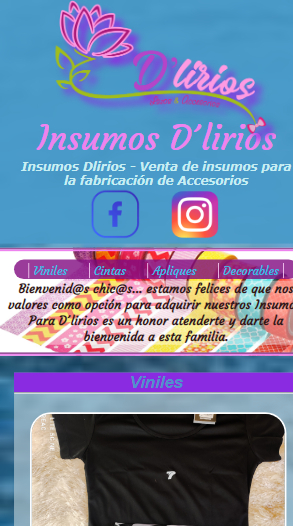 D'lirios
Insumos D'lirios
Insumos Dlirios - Venta de insumos para
la fabricación de Accesorios
Viniles Cintas Apliques Decorables
Bienvenid@s chic@s... estamos felices de que nos
valores como opción para adquirir nuestros Insumo
Para D'lirios es un honor atenderte y darte la
bienvenida a esta familia.
Viniles